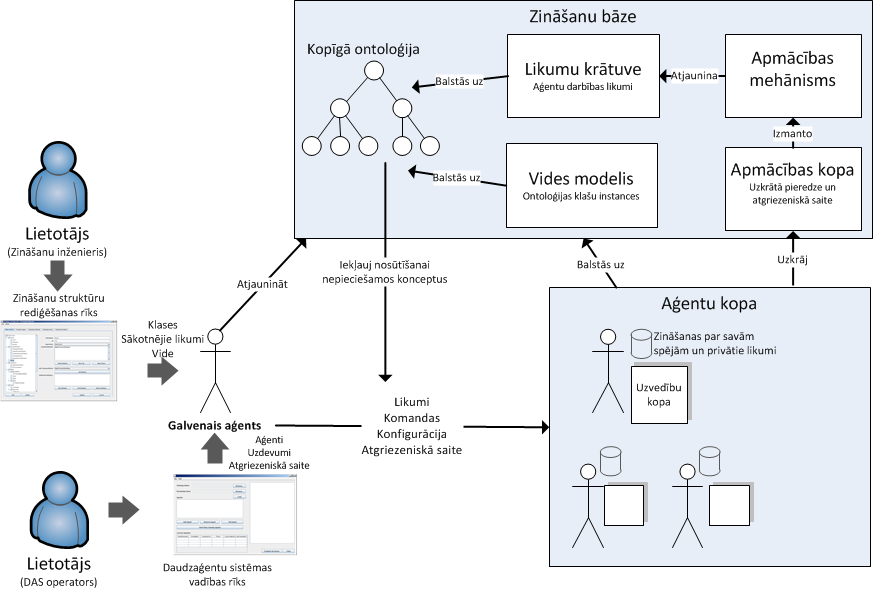 Zināšanu bāze
Kopīgā ontoloģija
Balstās uz
Likumu krātuve
Aģentu darbības likumi
Atjaunina
Apmācības
mehānisms
Izmanto
Balstās uz
Vides modelis
Ontoloģijas klašu instances
Apmācības kopa
Uzkrātā pieredze un
atgriezeniskā saite
Lietotājs
(Zināšanu inženieris)
Zināšanu struktūru
rediģēšanas rīks
Klases
Sākotnējie likumi
Vide
Atjaunināt
Iekļauj nosūtīšanai
nepieciešamos konceptus
Balstās uz
Uzkrāj
Galvenais aģents
Likumi
Komandas
Konfigurācija
Atgriezeniskā saite
Aģentu kopa
Zināšanas par savām
spējām un privātie likumi
Uzvedību
kopa
Aģenti
Uzdevumi
Atgriezeniskā saite
Lietotājs
(DAS operators)
Daudzaģentu sistēmas
vadības rīks